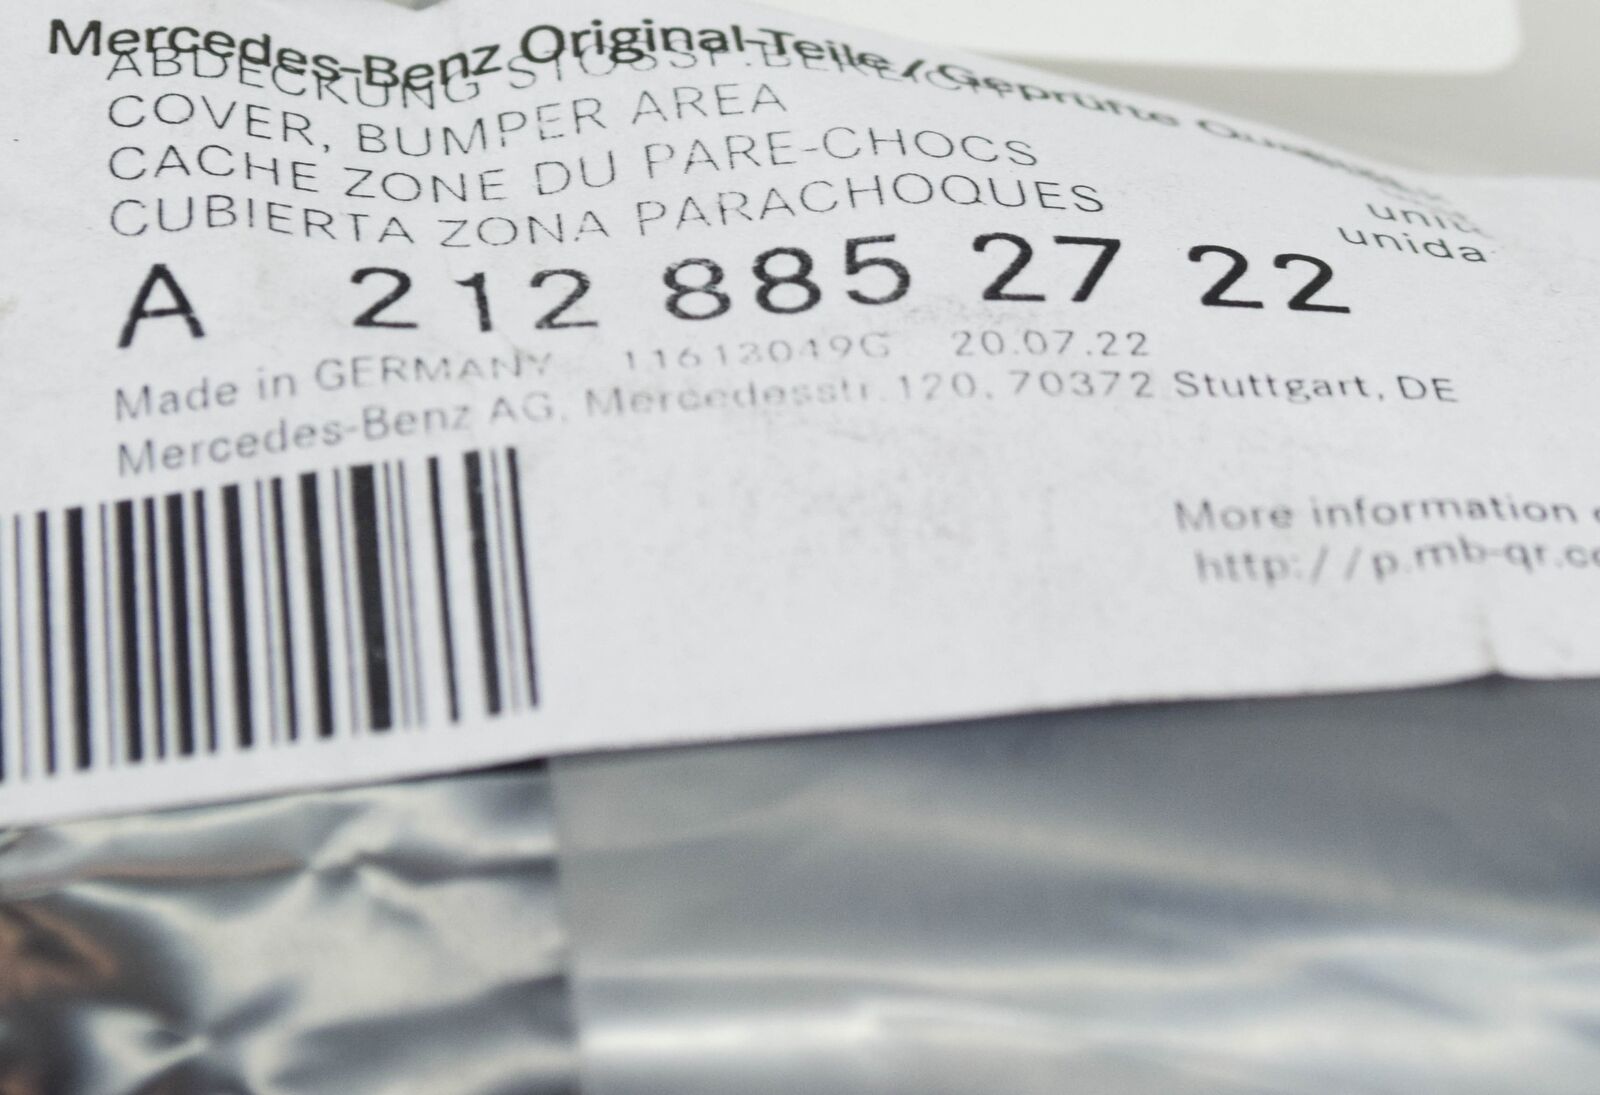 Mercedes-Benz Original-Teile / Geprüfte
ABDECKUNG STOSSF.BEREICH
COVER, BUMPER AREA
CACHE ZONE DU PARE-CHOCS
CUBIERTA ZONA PARACHOQUES
unit
unida
A 212 885 27 22
Made in GERMANY 11613049G 20.07.22
Mercedes-Benz AG, Mercedesstr.120, 70372 Stuttgart, DE
More information
http://p.mb-qr.co